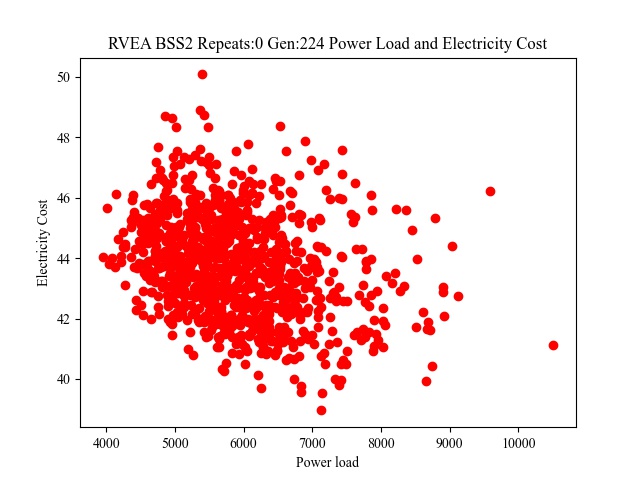 RVEA BSS2 Repeats:0 Gen:224 Power Load and Electricity Cost
50
48
46
44
42
40
Electricity Cost
4000 5000 6000 7000 8000 9000 10000
Power load